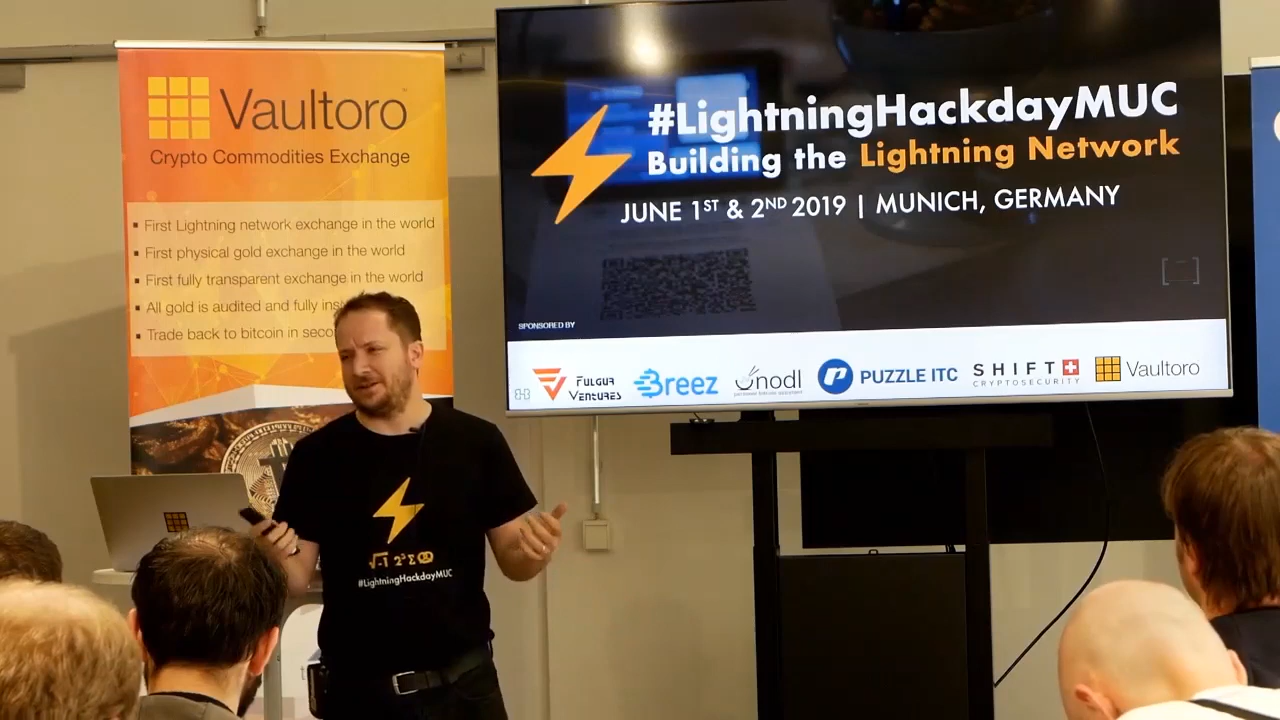 Vaultoro
Crypto Commodities Exchange
First Lightning network exchange in the world
First physical gold exchange in the world
First fully transparent exchange in the world
All gold is audited and fully
Trade back to bitcoin in
#LightningHackdayMUC
Building the Lightning Network
JUNE 1ST & 2ND 2019 | MUNICH, GERMANY
SPONSORED BY
FULGUR
VENTURES
Breez
nodl
PUZZLE ITC
SHIFT
CRYPTOSECURITY
Vaultoro
√-1 2³ Σ
#LightningHackdayMUC